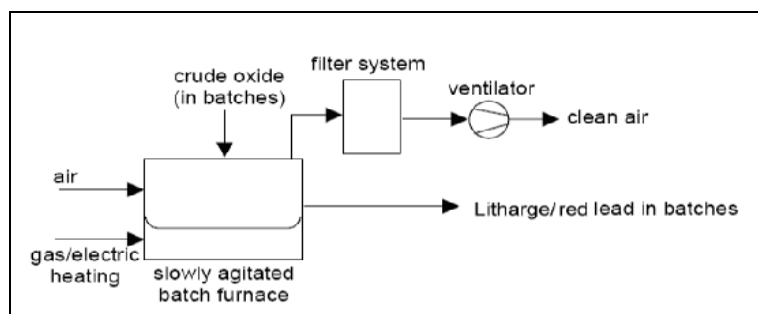 filter system
crude oxide
(in batches)
ventilator
clean air
air
Litharge/red lead in batches
gas/electric
heating
slowly agitated
batch furnace